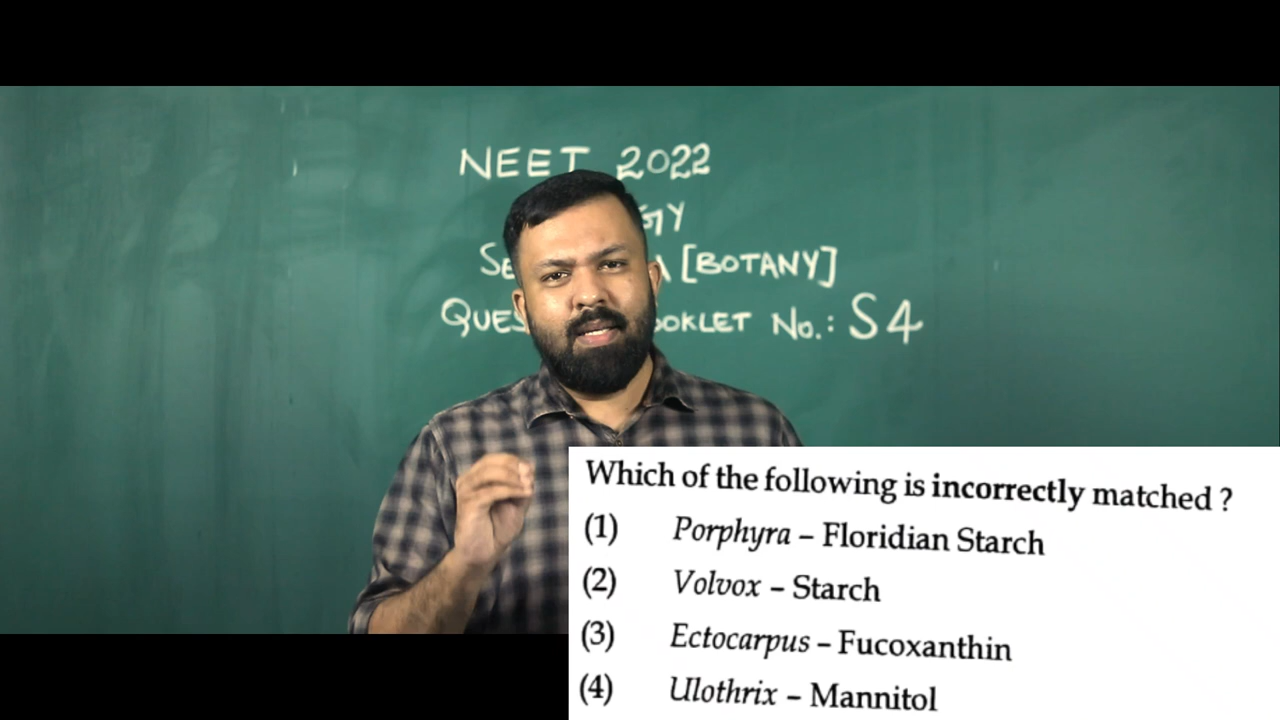 NEET 2022
GY
[BOTANY]
No.: S4
Which of the following is incorrectly matched ?
(1) Porphyra – Floridian Starch
(2) Volvox – Starch
(3) Ectocarpus – Fucoxanthin
(4) Ulothrix – Mannitol